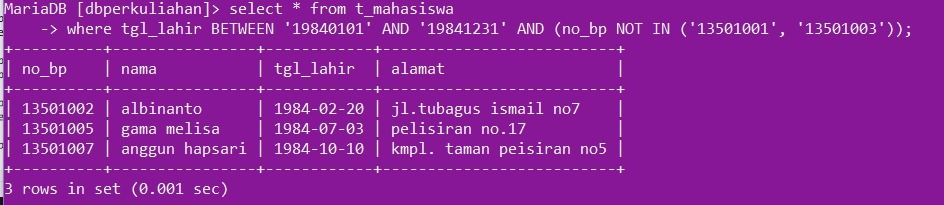 MariaDB [dbperkuliahan]> select * from t_mahasiswa
    -> where tgl_lahir BETWEEN '19840101' AND '19841231' AND (no_bp NOT IN ('13501001', '13501003'));
+----------+----------------+------------+--------------------------+
| no_bp    | nama           | tgl_lahir  | alamat                   |
+----------+----------------+------------+--------------------------+
| 13501002 | albinanto      | 1984-02-20 | jl.tubagus ismail no7    |
| 13501005 | gama melisa    | 1984-07-03 | pelisiran no.17          |
| 13501007 | anggun hapsari | 1984-10-10 | kmpl. taman peisiran no5 |
+----------+----------------+------------+--------------------------+
3 rows in set (0.001 sec)